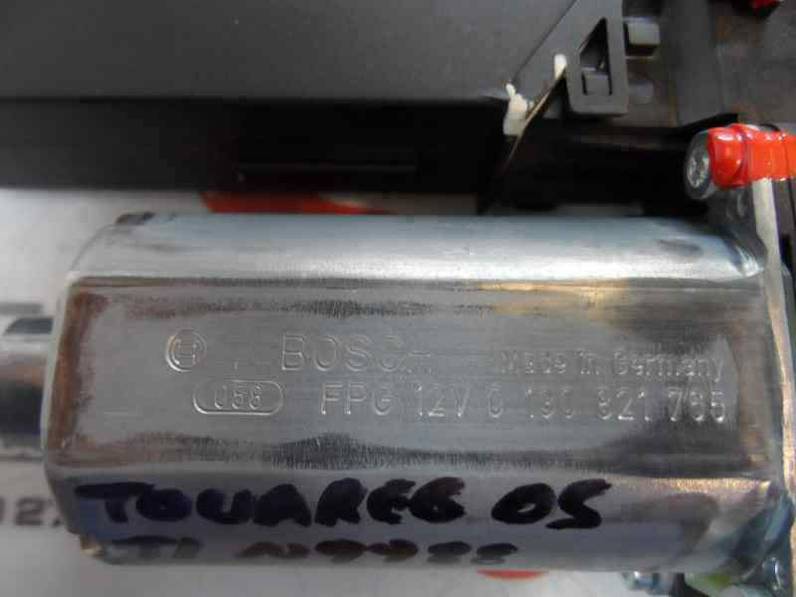 BOSCH Made in Germany
058 FPG 12V 0 130 821 765
TOUAREG 05